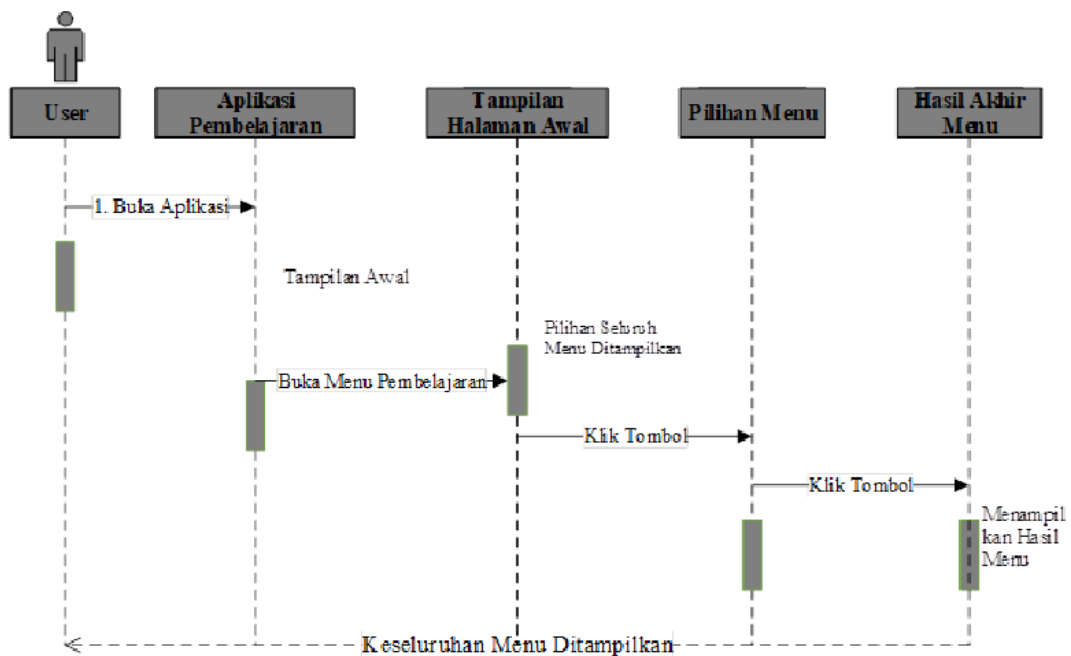 User
Aplikasi
Pembelajaran
Tampilan
Halaman Awal
Pilihan Menu
Hasil Akhir
Menu
1. Buka Aplikasi
Tampilan Awal
Pilihan Seluruh
Menu Ditampilkan
Buka Menu Pembelajaran
Klik Tombol
Klik Tombol
Menampil
kan Hasil
Menu
Keseluruhan Menu Ditampilkan